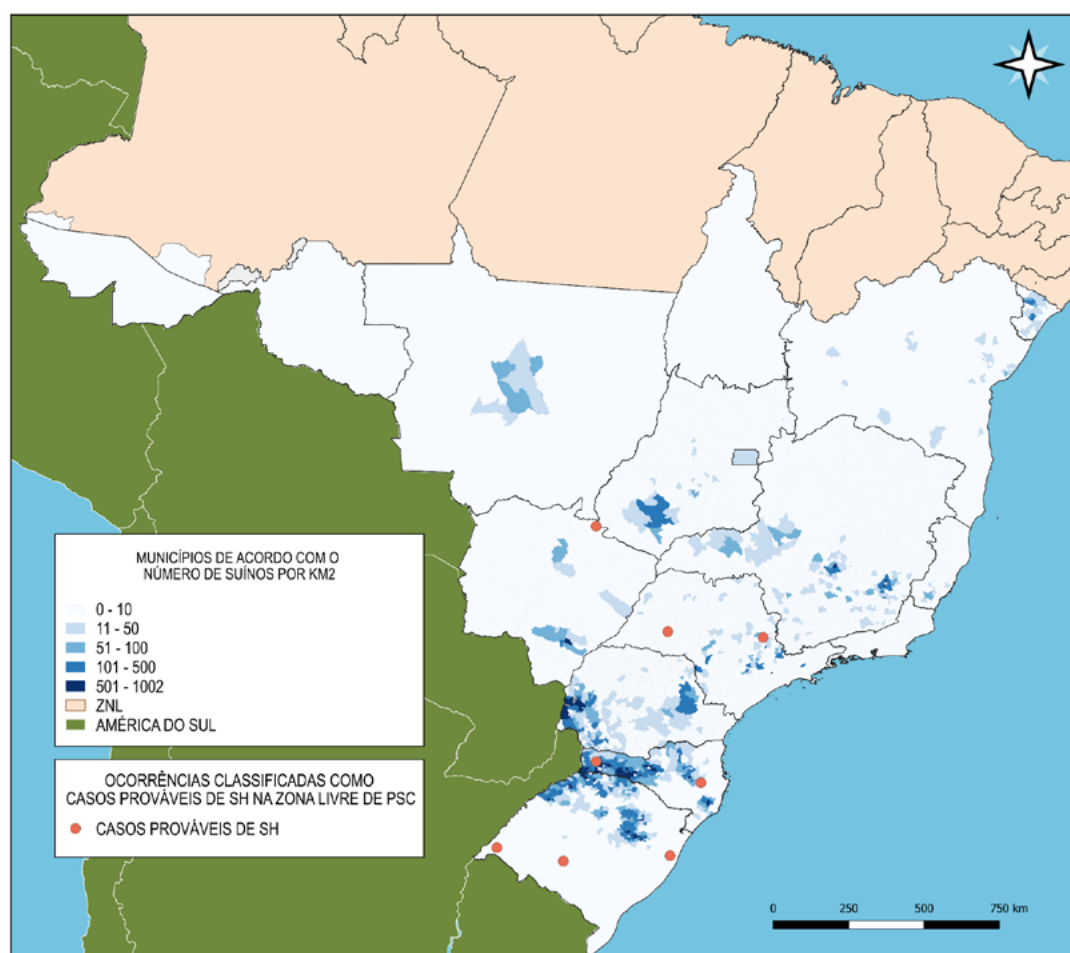 MUNICÍPIOS DE ACORDO COM O
NÚMERO DE SUÍNOS POR KM2
0 - 10
11 - 50
51 - 100
101 - 500
501 - 1002
ZNL
AMÉRICA DO SUL
OCORRÊNCIAS CLASSIFICADAS COMO
CASOS PROVÁVEIS DE SH NA ZONA LIVRE DE PSC
CASOS PROVÁVEIS DE SH
0 250 500 750 km